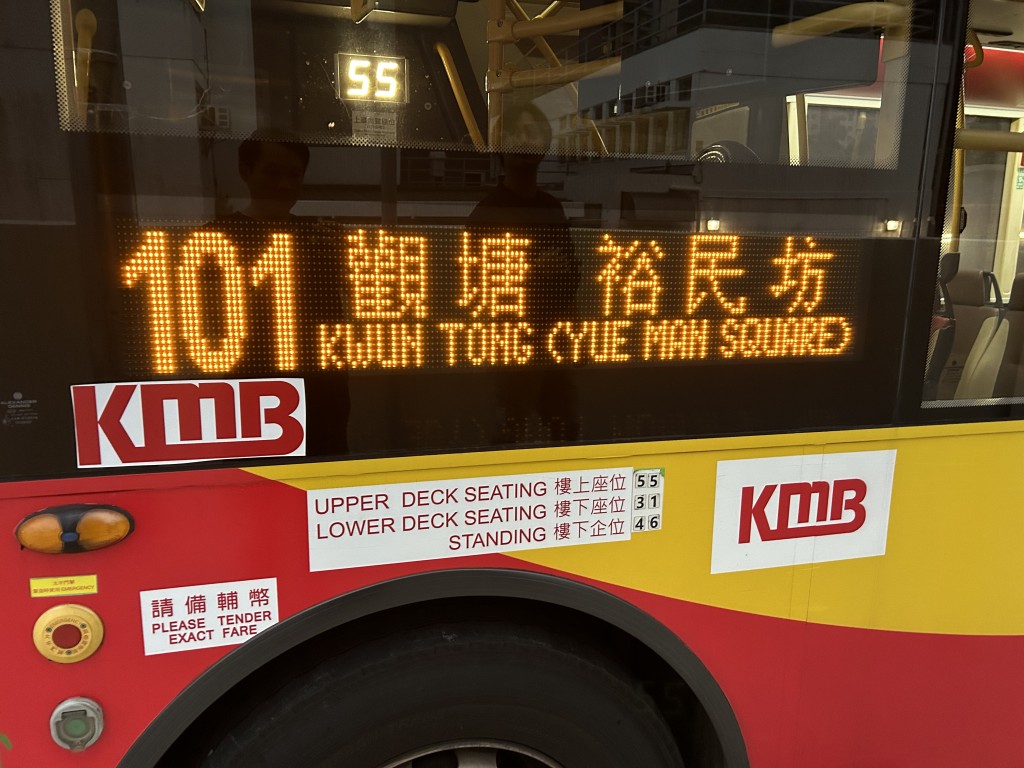 55
101 觀塘 裕民坊
KWUN TONG (YUE MAN SQUARE)
KMB
UPPER DECK SEATING 樓上座位 55
LOWER DECK SEATING 樓下座位 31
STANDING 樓下企位 46
KMB
請備輔幣
PLEASE TENDER
EXACT FARE